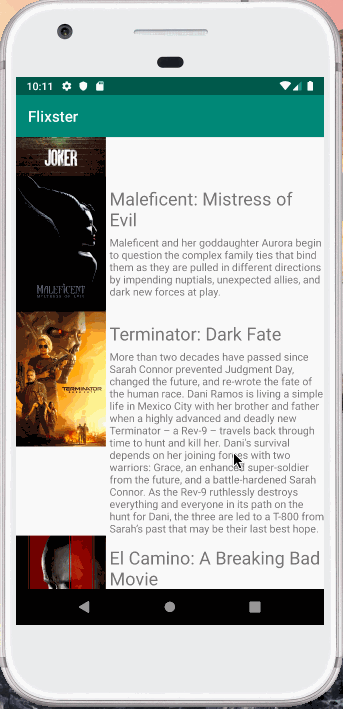 10:11
Flixster
JOKER
Maleficent: Mistress of
Evil
Maleficent and her goddaughter Aurora begin
to question the complex family ties that bind
them as they are pulled in different directions
by impending nuptials, unexpected allies, and
dark new forces at play.
MALEFICENT
MISTRESS OF EVIL
Terminator: Dark Fate
More than two decades have passed since
Sarah Connor prevented Judgment Day,
changed the future, and re-wrote the fate of
the human race. Dani Ramos is living a simple
life in Mexico City with her brother and father
when a highly advanced and deadly new
Terminator – a Rev-9 – travels back through
time to hunt and kill her. Dani's survival
depends on her joining forces with two
warriors: Grace, an enhanced super-soldier
from the future, and a battle-hardened Sarah
Connor. As the Rev-9 ruthlessly destroys
everything and everyone in its path on the
hunt for Dani, the three are led to a T-800 from
Sarah's past that may be their last best hope.
TERMINATOR
El Camino: A Breaking Bad
Movie